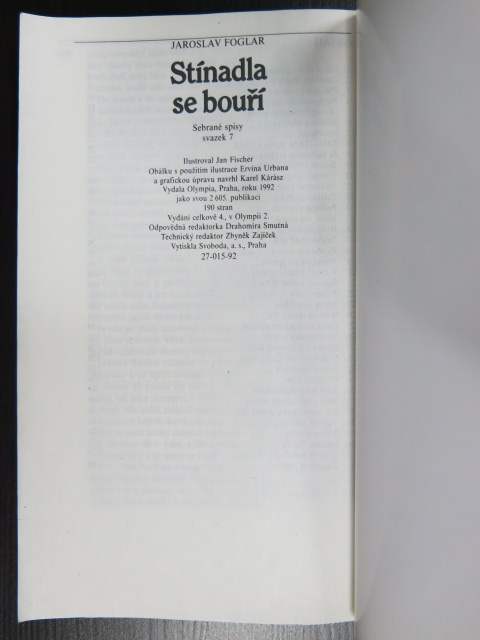 JAROSLAV FOGLAR
Stínadla
se bouří
Sebrané spisy
svazek 7
Ilustroval Jan Fischer
Obálku s použitím ilustrace Ervína Urbana
a grafickou úpravu navrhl Karel Kárász
Vydala Olympia, Praha, roku 1992
jako svou 2 605. publikaci
190 stran
Vydání celkově 4., v Olympii 2.
Odpovědná redaktorka Drahomíra Smutná
Technický redaktor Zbyněk Zajíček
Vytiskla Svoboda, a. s., Praha
27-015-92